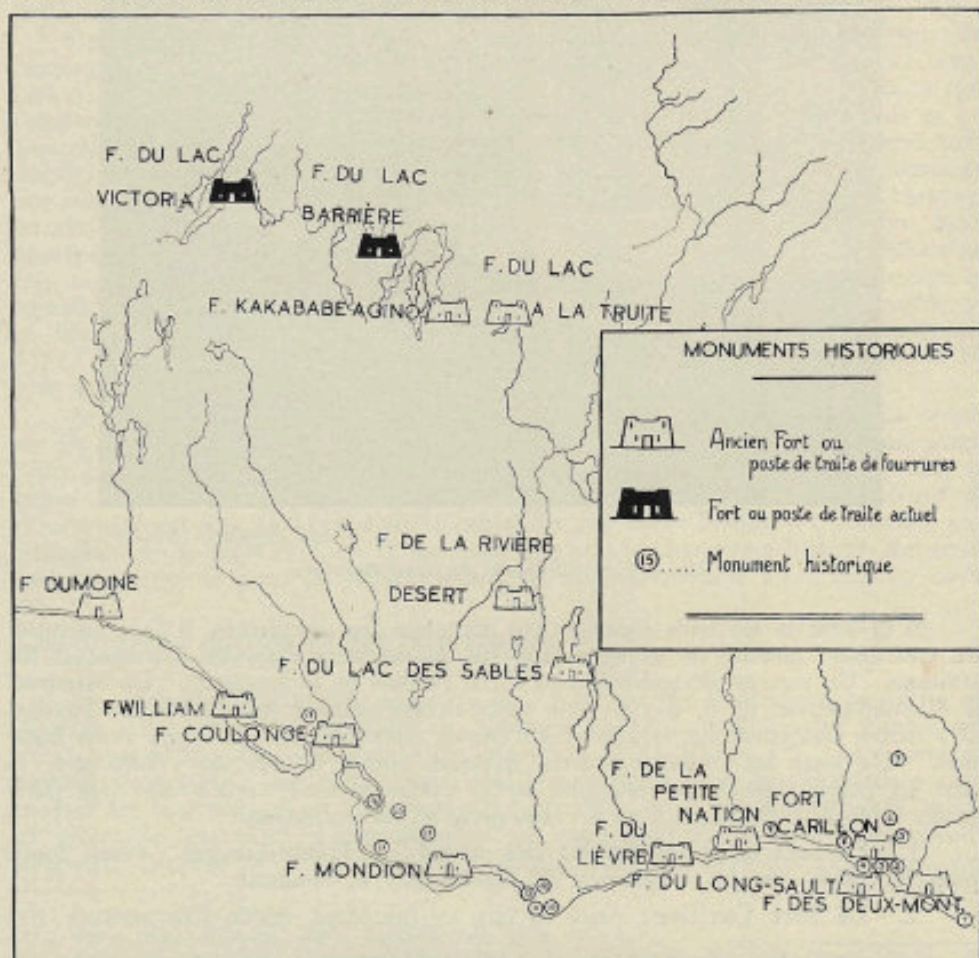 F. DU LAC
VICTORIA
F. DU LAC
BARRIÈRE
F. DU LAC
F. KAKABABEAGINO
A LA TRUITE
MONUMENTS HISTORIQUES
Ancien Fort ou
poste de traite de fourrures
Fort ou poste de traite actuel
15..... Monument historique
F. DE LA RIVIÈRE
DESERT
F DUMOINE
F. DU LAC DES SABLES
F. WILLIAM
F. COULONGE
F. DE LA
PETITE
NATION
FORT
CARILLON
F. DU
LIÈVRE
F. MONDION
F. DU LONG-SAULT
F. DES DEUX-MONT.